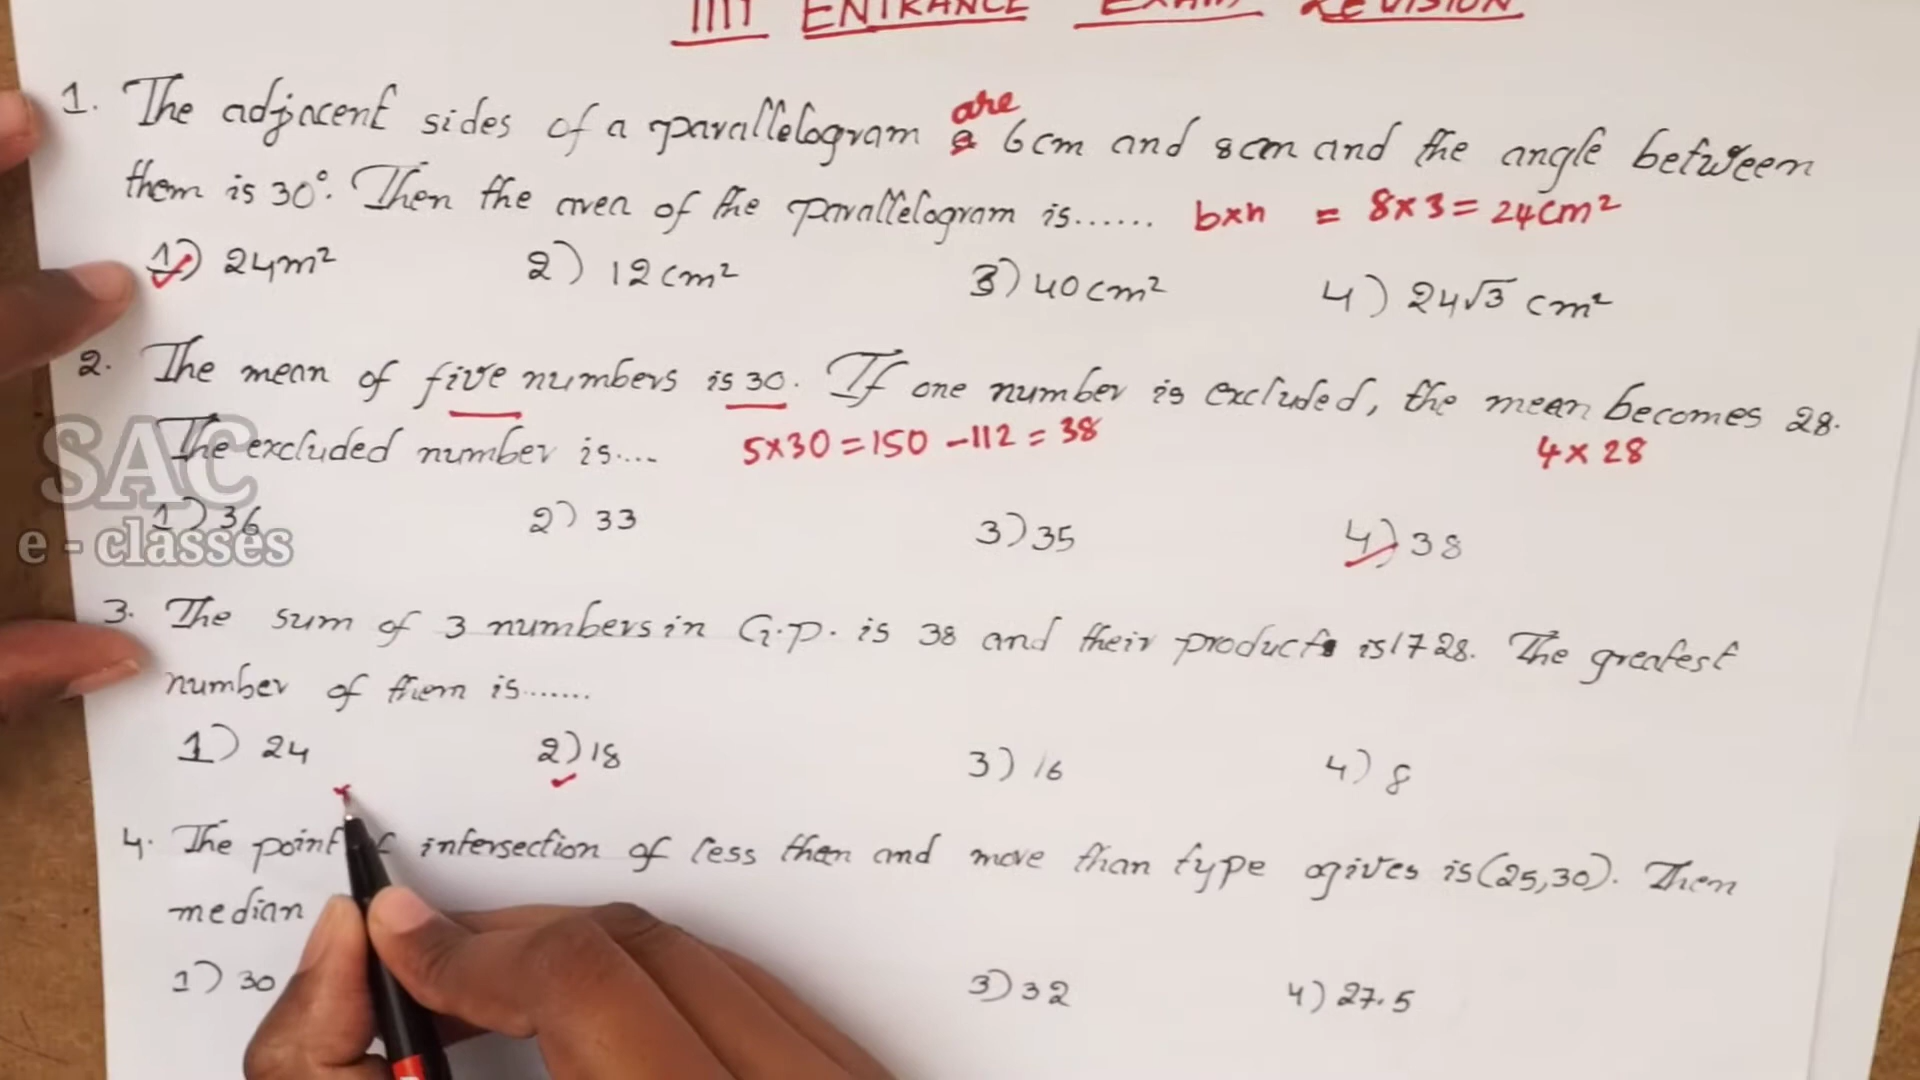 IIIT ENTRANCE EXAM REVISION
1. The adjacent sides of a parallelogram are 6cm and 8cm and the angle between
them is 30°. Then the area of the parallelogram is...... b×h = 8×3 = 24cm²
1) 24m² 2) 12cm² 3) 40cm² 4) 24√3 cm²
2. The mean of five numbers is 30. If one number is excluded, the mean becomes 28.
The excluded number is.... 5×30=150 -112 = 38 4×28
1) 36 2) 33 3) 35 4) 38
SAC
e - classes
3. The sum of 3 numbers in G.p. is 38 and their product is 1728. The greatest
number of them is.......
1) 24 2) 18 3) 16 4) 8
4. The point intersection of less than and more than type ogives is (25,30). Then
median
1) 30 3) 32 4) 27.5